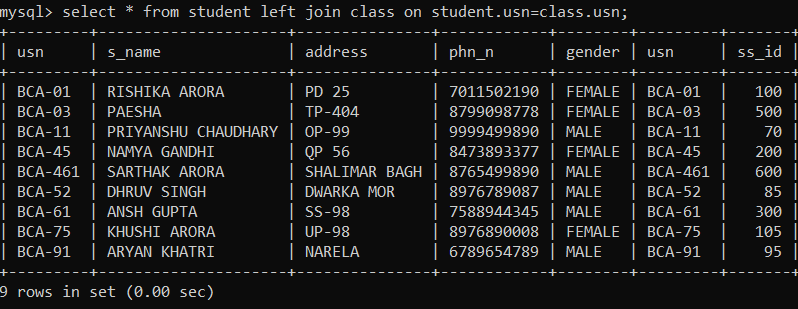 mysql> select * from student left join class on student.usn=class.usn;
+---------+---------------------+---------------+------------+--------+---------+-------+
| usn     | s_name              | address       | phn_n      | gender | usn     | ss_id |
+---------+---------------------+---------------+------------+--------+---------+-------+
| BCA-01  | RISHIKA ARORA       | PD 25         | 7011502190 | FEMALE | BCA-01  |   100 |
| BCA-03  | PAESHA              | TP-404        | 8799098778 | FEMALE | BCA-03  |   500 |
| BCA-11  | PRIYANSHU CHAUDHARY | OP-99         | 9999499890 | MALE   | BCA-11  |    70 |
| BCA-45  | NAMYA GANDHI        | QP 56         | 8473893377 | FEMALE | BCA-45  |   200 |
| BCA-461 | SARTHAK ARORA       | SHALIMAR BAGH | 8765499890 | MALE   | BCA-461 |   600 |
| BCA-52  | DHRUV SINGH         | DWARKA MOR    | 8976789087 | MALE   | BCA-52  |    85 |
| BCA-61  | ANSH GUPTA          | SS-98         | 7588944345 | MALE   | BCA-61  |   300 |
| BCA-75  | KHUSHI ARORA        | UP-98         | 8976890008 | FEMALE | BCA-75  |   105 |
| BCA-91  | ARYAN KHATRI        | NARELA        | 6789654789 | MALE   | BCA-91  |    95 |
+---------+---------------------+---------------+------------+--------+---------+-------+
9 rows in set (0.00 sec)